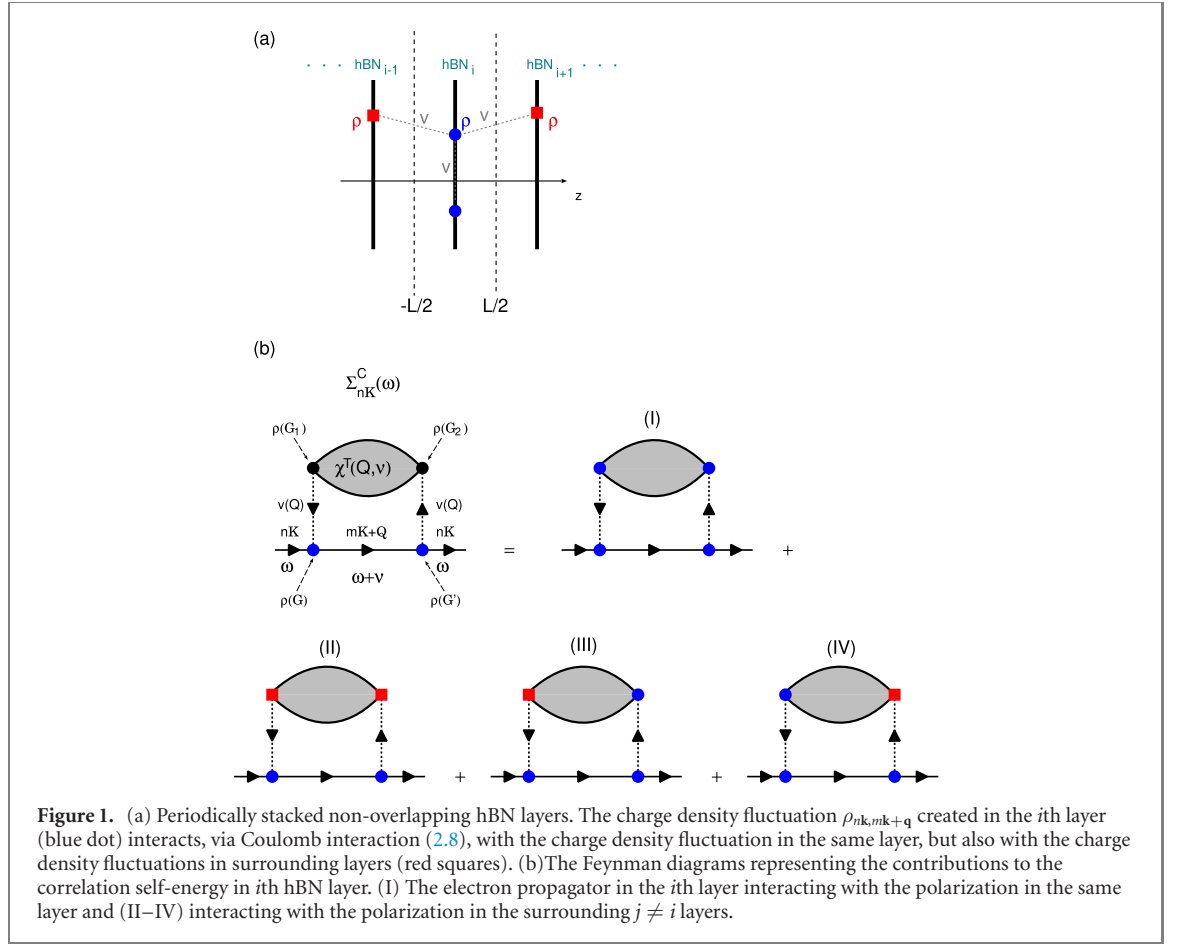 (a)
· · · hBN i-1 hBN i hBN i+1 · · ·
ρ V ρ V ρ
V
z
-L/2 L/2
(b)
Σ^C_nK(ω)
(I)
ρ(G₁) ρ(G₂)
χᵀ(Q,ν)
v(Q) v(Q)
nK mK+Q nK
= +
ω ω+ν ω
ρ(G) ρ(G')
(II) (III) (IV)
+ +
Figure 1. (a) Periodically stacked non-overlapping hBN layers. The charge density fluctuation ρnk,mk+q created in the ith layer
(blue dot) interacts, via Coulomb interaction (2.8), with the charge density fluctuation in the same layer, but also with the charge
density fluctuations in surrounding layers (red squares). (b)The Feynman diagrams representing the contributions to the
correlation self-energy in ith hBN layer. (I) The electron propagator in the ith layer interacting with the polarization in the same
layer and (II–IV) interacting with the polarization in the surrounding j ≠ i layers.